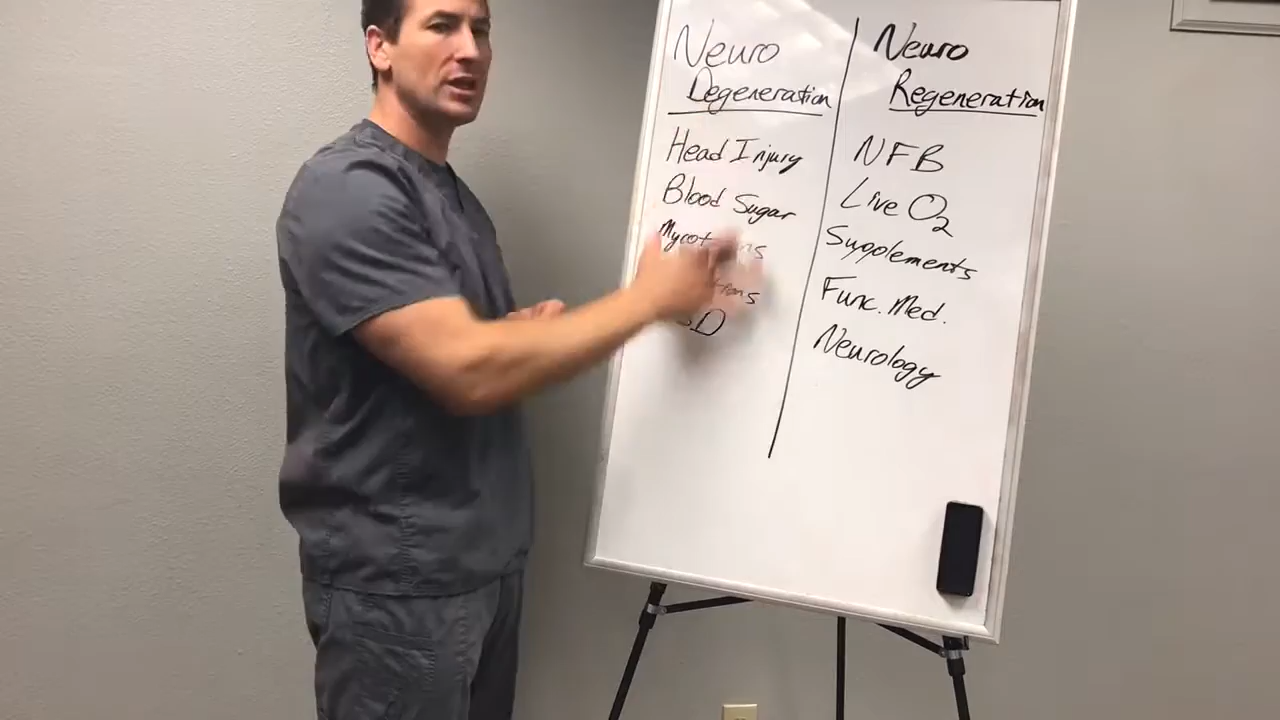 Neuro
Degeneration
Head Injury
Blood Sugar
Neuro
Regeneration
NFB
Live O2
Supplements
Func. Med.
Neurology